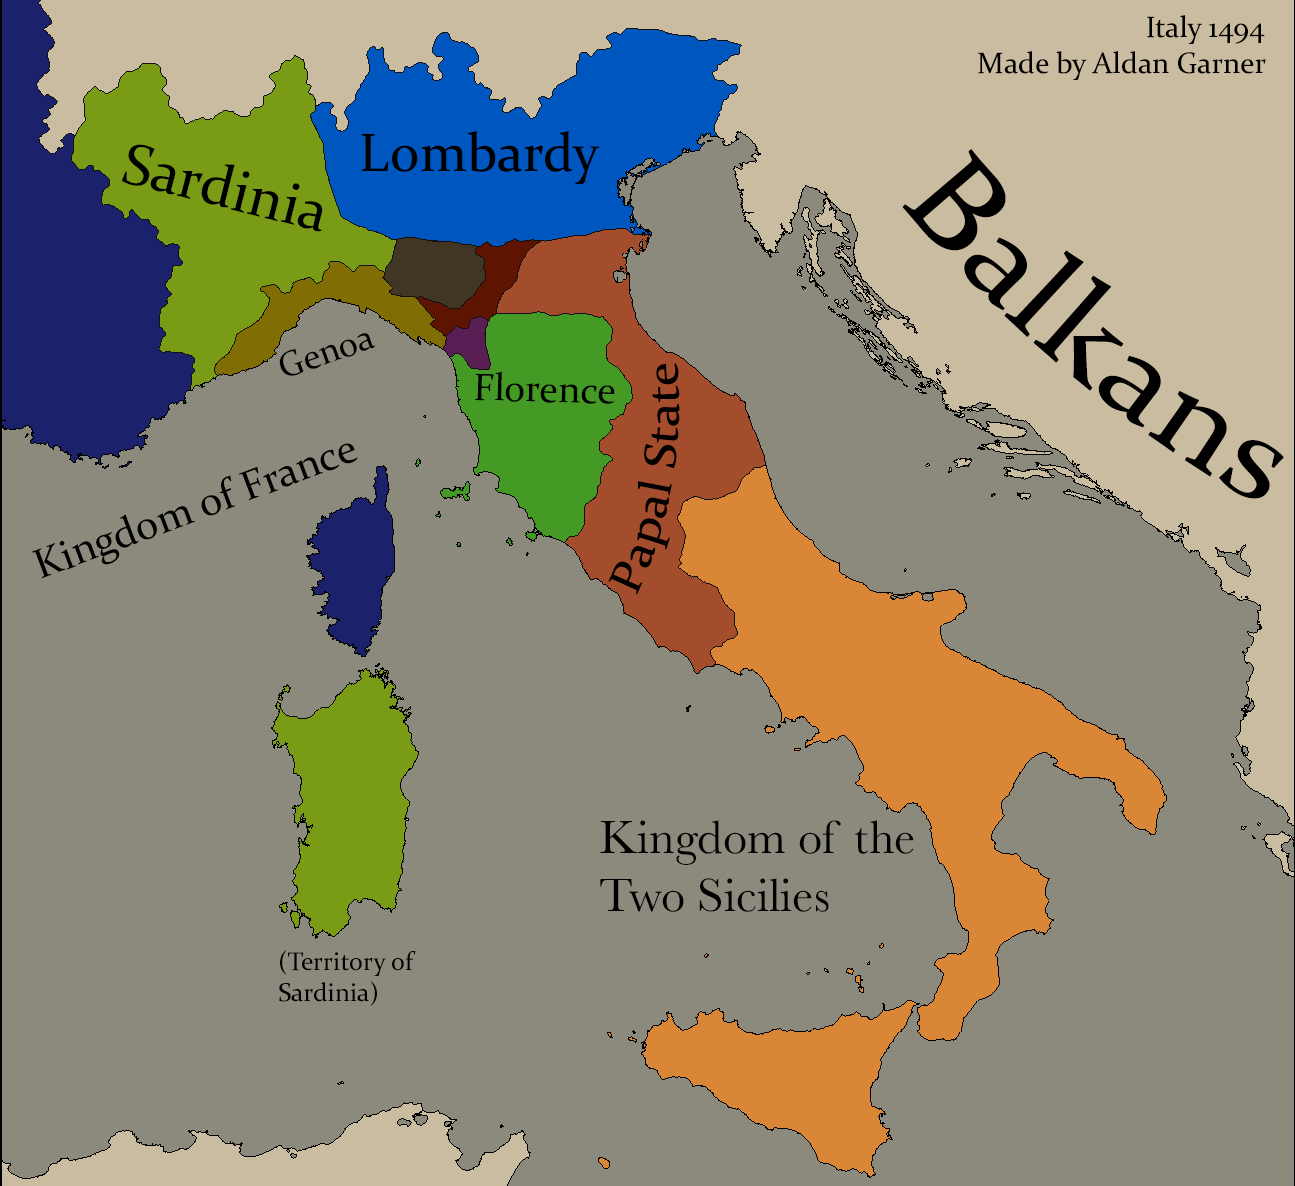 Italy 1494
Made by Aldan Garner
Sardinia
Lombardy
Balkans
Genoa
Florence
Papal State
Kingdom of France
Kingdom of the
Two Sicilies
(Territory of
Sardinia)